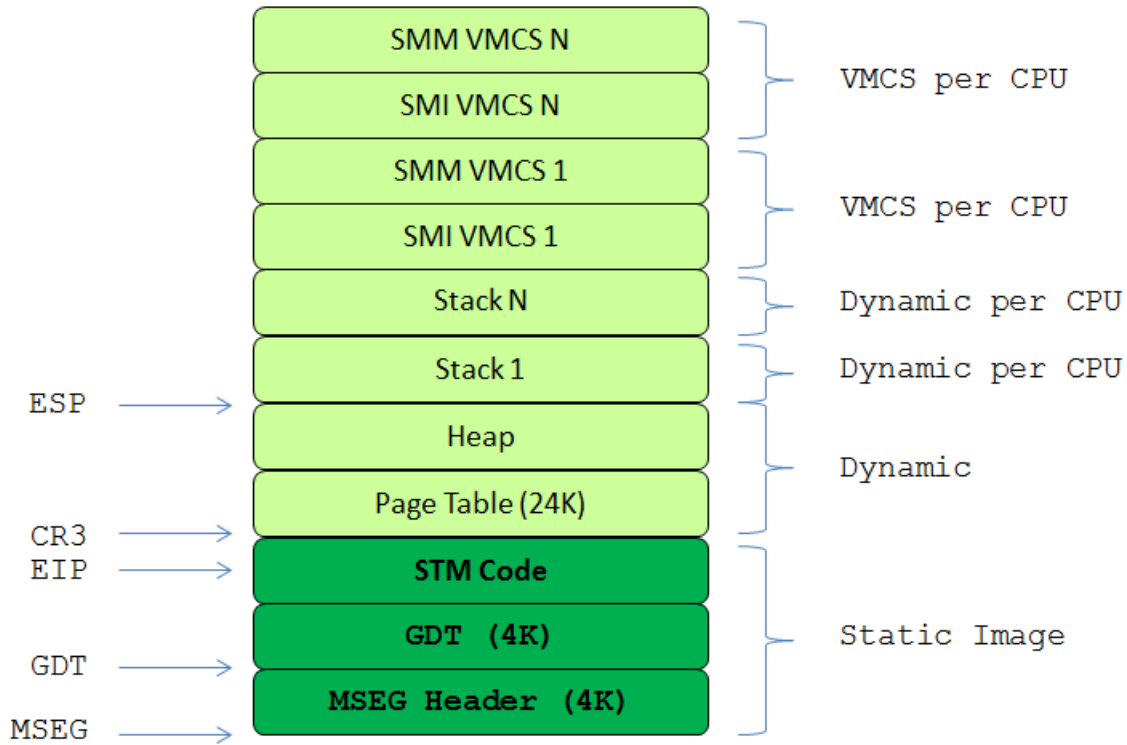 SMM VMCS N
SMI VMCS N
VMCS per CPU
SMM VMCS 1
SMI VMCS 1
VMCS per CPU
Stack N
Dynamic per CPU
Stack 1
Dynamic per CPU
ESP
Heap
Page Table (24K)
Dynamic
CR3
EIP
STM Code
GDT (4K)
Static Image
GDT
MSEG Header (4K)
MSEG